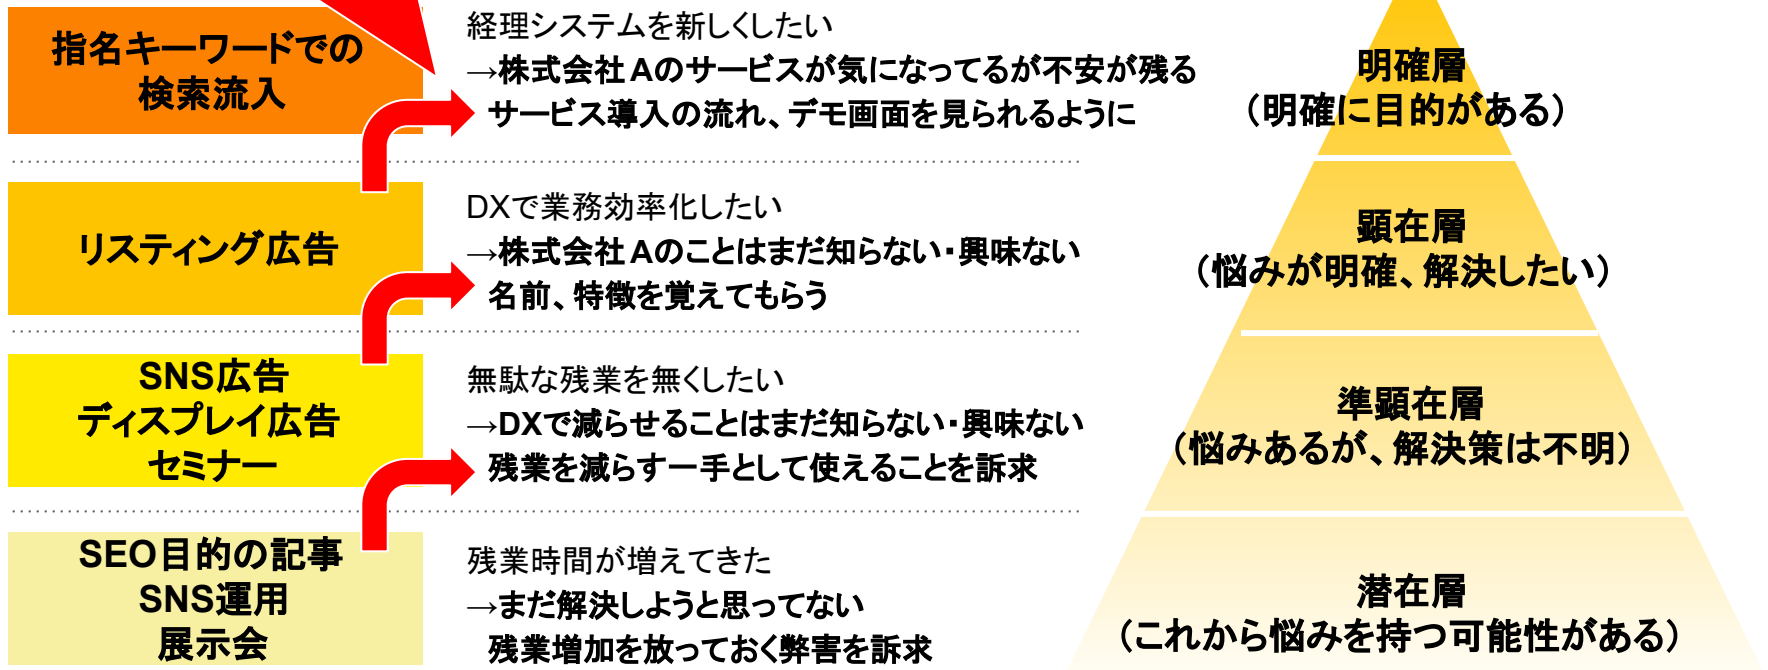 指名キーワードでの
検索流入
経理システムを新しくしたい
→株式会社Aのサービスが気になってるが不安が残る
サービス導入の流れ、デモ画面を見られるように
明確層
（明確に目的がある）
リスティング広告
DXで業務効率化したい
→株式会社Aのことはまだ知らない・興味ない
名前、特徴を覚えてもらう
顕在層
（悩みが明確、解決したい）
SNS広告
ディスプレイ広告
セミナー
無駄な残業を無くしたい
→DXで減らせることはまだ知らない・興味ない
残業を減らす一手として使えることを訴求
準顕在層
（悩みあるが、解決策は不明）
SEO目的の記事
SNS運用
展示会
残業時間が増えてきた
→まだ解決しようと思ってない
残業増加を放っておく弊害を訴求
潜在層
（これから悩みを持つ可能性がある）